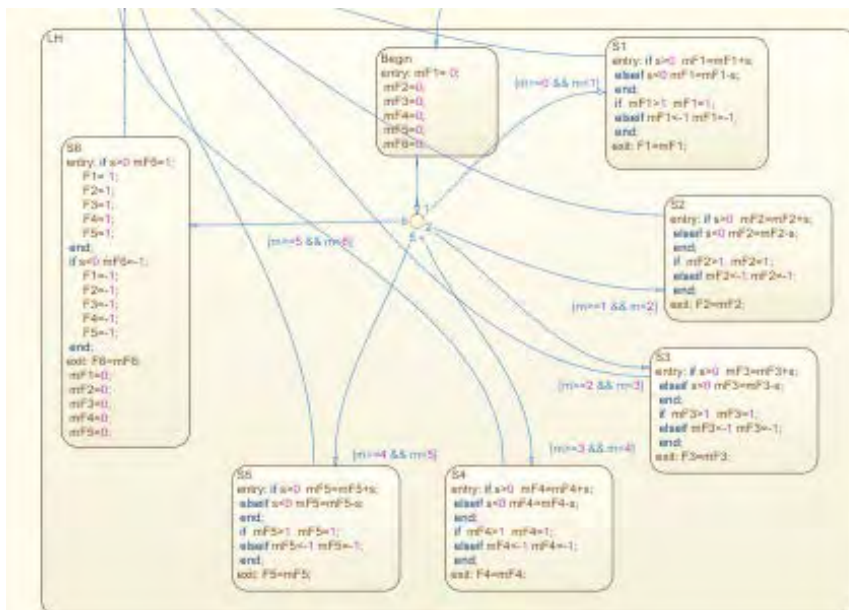 LH
Begin
entry: mF1= 0;
mF2=0;
mF3=0;
mF4=0;
mF5=0;
mF6=0;
S1
entry: if s>0 mF1=mF1+s;
elseif s<0 mF1=mF1-s;
end;
if mF1>1 mF1=1;
elseif mF1<-1 mF1=-1;
end;
exit: F1=mF1;
[m>=0 && m<1]
S6
entry: if s>0 mF6=1;
F1= 1;
F2=1;
F3=1;
F4=1;
F5=1;
end;
if s<0 mF6=-1;
F1=-1;
F2=-1;
F3=-1;
F4=-1;
F5=-1;
end;
exit: F6=mF6;
mF1=0;
mF2=0;
mF3=0;
mF4=0;
mF5=0;
1
2
5
[m>=5 && m<6]
S2
entry: if s>0 mF2=mF2+s;
elseif s<0 mF2=mF2-s;
end;
if mF2>1 mF2=1;
elseif mF2<-1 mF2=-1;
end;
exit: F2=mF2;
[m>=1 && m<2]
S3
entry: if s>0 mF3=mF3+s;
elseif s<0 mF3=mF3-s;
end;
if mF3>1 mF3=1;
elseif mF3<-1 mF3=-1;
end;
exit: F3=mF3;
[m>=2 && m<3]
[m>=4 && m<5]
[m>=3 && m<4]
S5
entry: if s>0 mF5=mF5+s;
elseif s<0 mF5=mF5-s;
end;
if mF5>1 mF5=1;
elseif mF5<-1 mF5=-1;
end;
exit: F5=mF5;
S4
entry: if s>0 mF4=mF4+s;
elseif s<0 mF4=mF4-s;
end;
if mF4>1 mF4=1;
elseif mF4<-1 mF4=-1;
end;
exit: F4=mF4;